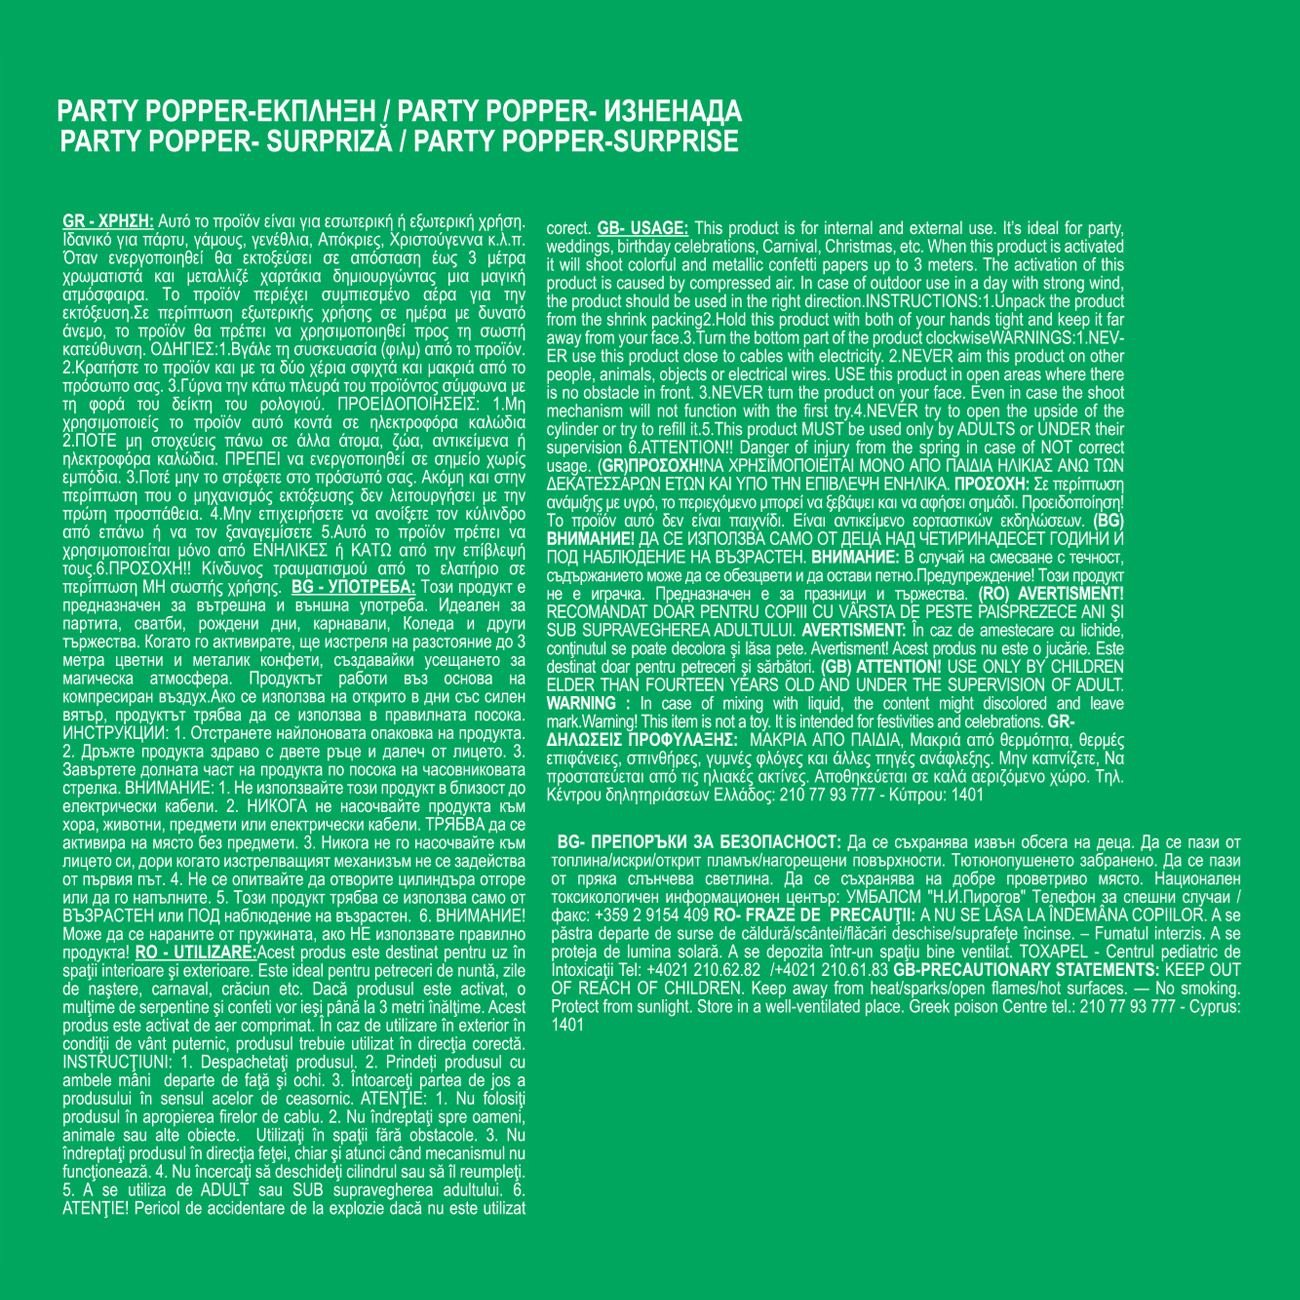 PARTY POPPER-ΕΚΠΛΗΞΗ / PARTY POPPER- ИЗНЕНАДА
PARTY POPPER- SURPRIZĂ / PARTY POPPER-SURPRISE
GR - ΧΡΗΣΗ: Αυτό το προϊόν είναι για εσωτερική ή εξωτερική χρήση.
Ιδανικό για πάρτυ, γάμους, γενέθλια, Απόκριες, Χριστούγεννα κ.λ.π.
Όταν ενεργοποιηθεί θα εκτοξεύσει σε απόσταση έως 3 μέτρα
χρωματιστά και μεταλλιζέ χαρτάκια δημιουργώντας μια μαγική
ατμόσφαιρα. Το προϊόν περιέχει συμπιεσμένο αέρα για την
εκτόξευση.Σε περίπτωση εξωτερικής χρήσης σε ημέρα με δυνατό
άνεμο, το προϊόν θα πρέπει να χρησιμοποιηθεί προς τη σωστή
κατεύθυνση. ΟΔΗΓΙΕΣ:1.Βγάλε τη συσκευασία (φιλμ) από το προϊόν.
2.Κρατήστε το προϊόν και με τα δύο χέρια σφιχτά και μακριά από το
πρόσωπο σας. 3.Γύρνα την κάτω πλευρά του προϊόντος σύμφωνα με
τη φορά του δείκτη του ρολογιού. ΠΡΟΕΙΔΟΠΟΙΗΣΕΙΣ: 1.Μη
χρησιμοποιείς το προϊόν αυτό κοντά σε ηλεκτροφόρα καλώδια
2.ΠΟΤΕ μη στοχεύεις πάνω σε άλλα άτομα, ζώα, αντικείμενα ή
ηλεκτροφόρα καλώδια. ΠΡΕΠΕΙ να ενεργοποιηθεί σε σημείο χωρίς
εμπόδια. 3.Ποτέ μην το στρέφετε στο πρόσωπό σας. Ακόμη και στην
περίπτωση που ο μηχανισμός εκτόξευσης δεν λειτουργήσει με την
πρώτη προσπάθεια. 4.Μην επιχειρήσετε να ανοίξετε τον κύλινδρο
από επάνω ή να τον ξαναγεμίσετε 5.Αυτό το προϊόν πρέπει να
χρησιμοποιείται μόνο από ΕΝΗΛΙΚΕΣ ή ΚΑΤΩ από την επίβλεψή
τους.6.ΠΡΟΣΟΧΗ!! Κίνδυνος τραυματισμού από το ελατήριο σε
περίπτωση ΜΗ σωστής χρήσης. BG - УПОТРЕБА: Този продукт е
предназначен за вътрешна и външна употреба. Идеален за
партита, сватби, рождени дни, карнавали, Коледа и други
тържества. Когато го активирате, ще изстреля на разстояние до 3
метра цветни и металик конфети, създавайки усещането за
магическа атмосфера. Продуктът работи въз основа на
компресиран въздух.Ако се използва на открито в дни със силен
вятър, продуктът трябва да се използва в правилната посока.
ИНСТРУКЦИИ: 1. Отстранете найлоновата опаковка на продукта.
2. Дръжте продукта здраво с двете ръце и далеч от лицето. 3.
Завъртете долната част на продукта по посока на часовниковата
стрелка. ВНИМАНИЕ: 1. Не използвайте този продукт в близост до
електрически кабели. 2. НИКОГА не насочвайте продукта към
хора, животни, предмети или електрически кабели. ТРЯБВА да се
активира на място без предмети. 3. Никога не го насочвайте към
лицето си, дори когато изстрелващият механизъм не се задейства
от първия път. 4. Не се опитвайте да отворите цилиндъра отгоре
или да го напълните. 5. Този продукт трябва се използва само от
ВЪЗРАСТЕН или ПОД наблюдение на възрастен. 6. ВНИМАНИЕ!
Може да се нараните от пружината, ако НЕ използвате правилно
продукта! RO - UTILIZARE:Acest produs este destinat pentru uz în
spaţii interioare şi exterioare. Este ideal pentru petreceri de nuntă, zile
de naştere, carnaval, crăciun etc. Dacă produsul este activat, o
mulţime de serpentine şi confeti vor ieşi până la 3 metri înălţime. Acest
produs este activat de aer comprimat. În caz de utilizare în exterior în
condiţii de vânt puternic, produsul trebuie utilizat în direcţia corectă.
INSTRUCŢIUNI: 1. Despachetaţi produsul. 2. Prindeţi produsul cu
ambele mâni departe de faţă şi ochi. 3. Întoarceţi partea de jos a
produsului în sensul acelor de ceasornic. ATENŢIE: 1. Nu folosiţi
produsul în apropierea firelor de cablu. 2. Nu îndreptaţi spre oameni,
animale sau alte obiecte. Utilizaţi în spaţii fără obstacole. 3. Nu
îndreptaţi produsul în direcţia feţei, chiar şi atunci când mecanismul nu
funcţionează. 4. Nu încercaţi să deschideţi cilindrul sau să îl reumpleţi.
5. A se utiliza de ADULT sau SUB supravegherea adultului. 6.
ATENŢIE! Pericol de accidentare de la explozie dacă nu este utilizat
corect. GB- USAGE: This product is for internal and external use. It's ideal for party,
weddings, birthday celebrations, Carnival, Christmas, etc. When this product is activated
it will shoot colorful and metallic confetti papers up to 3 meters. The activation of this
product is caused by compressed air. In case of outdoor use in a day with strong wind,
the product should be used in the right direction.INSTRUCTIONS:1.Unpack the product
from the shrink packing2.Hold this product with both of your hands tight and keep it far
away from your face.3.Turn the bottom part of the product clockwiseWARNINGS:1.NEV-
ER use this product close to cables with electricity. 2.NEVER aim this product on other
people, animals, objects or electrical wires. USE this product in open areas where there
is no obstacle in front. 3.NEVER turn the product on your face. Even in case the shoot
mechanism will not function with the first try.4.NEVER try to open the upside of the
cylinder or try to refill it.5.This product MUST be used only by ADULTS or UNDER their
supervision 6.ATTENTION!! Danger of injury from the spring in case of NOT correct
usage. (GR)ΠΡΟΣΟΧΗ!ΝΑ ΧΡΗΣΙΜΟΠΟΙΕΙΤΑΙ ΜΟΝΟ ΑΠΟ ΠΑΙΔΙΑ ΗΛΙΚΙΑΣ ΑΝΩ ΤΩΝ
ΔΕΚΑΤΕΣΣΑΡΩΝ ΕΤΩΝ ΚΑΙ ΥΠΟ ΤΗΝ ΕΠΙΒΛΕΨΗ ΕΝΗΛΙΚΑ. ΠΡΟΣΟΧΗ: Σε περίπτωση
ανάμιξης με υγρό, το περιεχόμενο μπορεί να ξεβάψει και να αφήσει σημάδι. Προειδοποίηση!
Το προϊόν αυτό δεν είναι παιχνίδι. Είναι αντικείμενο εορταστικών εκδηλώσεων. (BG)
ВНИМАНИЕ! ДА СЕ ИЗПОЛЗВА САМО ОТ ДЕЦА НАД ЧЕТИРИНАДЕСЕТ ГОДИНИ И
ПОД НАБЛЮДЕНИЕ НА ВЪЗРАСТЕН. ВНИМАНИЕ: В случай на смесване с течност,
съдържанието може да се обезцвети и да остави петно.Предупреждение! Този продукт
не е играчка. Предназначен е за празници и тържества. (RO) AVERTISMENT!
RECOMANDAT DOAR PENTRU COPIII CU VÂRSTA DE PESTE PAISPREZECE ANI ŞI
SUB SUPRAVEGHEREA ADULTULUI. AVERTISMENT: În caz de amestecare cu lichide,
conţinutul se poate decolora şi lăsa pete. Avertisment! Acest produs nu este o jucărie. Este
destinat doar pentru petreceri şi sărbători. (GB) ATTENTION! USE ONLY BY CHILDREN
ELDER THAN FOURTEEN YEARS OLD AND UNDER THE SUPERVISION OF ADULT.
WARNING : In case of mixing with liquid, the content might discolored and leave
mark.Warning! This item is not a toy. It is intended for festivities and celebrations. GR-
ΔΗΛΩΣΕΙΣ ΠΡΟΦΥΛΑΞΗΣ: ΜΑΚΡΙΑ ΑΠΟ ΠΑΙΔΙΑ, Μακριά από θερμότητα, θερμές
επιφάνειες, σπινθήρες, γυμνές φλόγες και άλλες πηγές ανάφλεξης. Μην καπνίζετε, Να
προστατεύεται από τις ηλιακές ακτίνες. Αποθηκεύεται σε καλά αεριζόμενο χώρο. Τηλ.
Κέντρου δηλητηριάσεων Ελλάδος: 210 77 93 777 - Κύπρου: 1401
BG- ПРЕПОРЪКИ ЗА БЕЗОПАСНОСТ: Да се съхранява извън обсега на деца. Да се пази от
топлина/искри/открит пламък/нагорещени повърхности. Тютюнопушенето забранено. Да се пази
от пряка слънчева светлина. Да се съхранява на добре проветриво място. Национален
токсикологичен информационен център: УМБАЛСМ "Н.И.Пирогов" Телефон за спешни случаи /
факс: +359 2 9154 409 RO- FRAZE DE PRECAUŢII: A NU SE LĂSA LA ÎNDEMÂNA COPIILOR. A se
păstra departe de surse de căldură/scântei/flăcări deschise/suprafeţe încinse. – Fumatul interzis. A se
proteja de lumina solară. A se depozita într-un spaţiu bine ventilat. TOXAPEL - Centrul pediatric de
Intoxicaţii Tel: +4021 210.62.82 /+4021 210.61.83 GB-PRECAUTIONARY STATEMENTS: KEEP OUT
OF REACH OF CHILDREN. Keep away from heat/sparks/open flames/hot surfaces. — No smoking.
Protect from sunlight. Store in a well-ventilated place. Greek poison Centre tel.: 210 77 93 777 - Cyprus:
1401